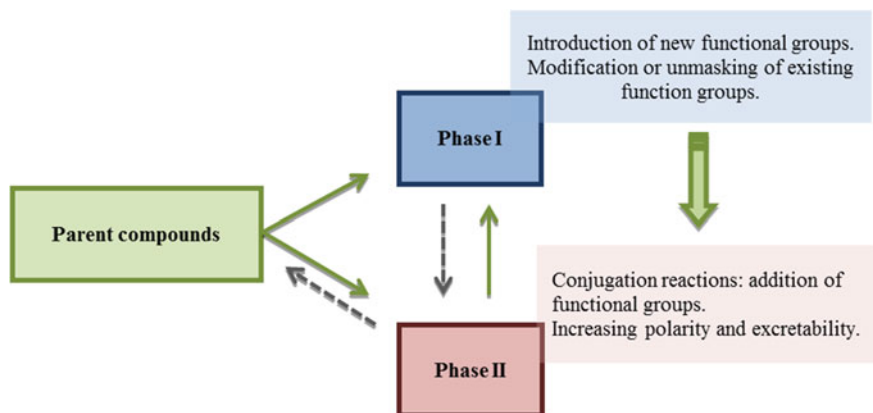 Introduction of new functional groups.
Modification or unmasking of existing
function groups.
Phase I
Parent compounds
Conjugation reactions: addition of
functional groups.
Increasing polarity and excretability.
Phase II